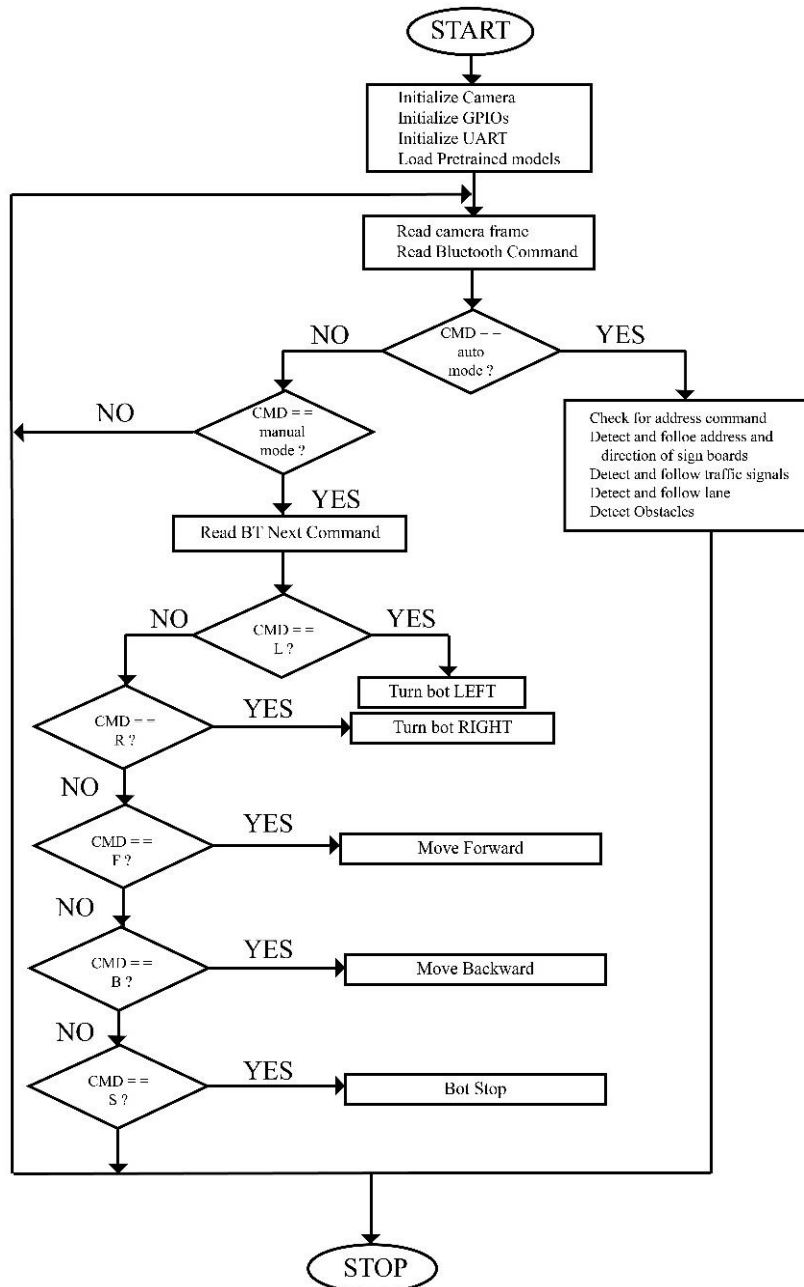 START
Initialize Camera
Initialize GPIOs
Initialize UART
Load Pretrained models
Read camera frame
Read Bluetooth Command
NO
CMD = =
auto
mode ?
YES
NO
CMD = =
manual
mode ?
Check for address command
Detect and folloe address and
direction of sign boards
Detect and follow traffic signals
Detect and follow lane
Detect Obstacles
YES
Read BT Next Command
NO
CMD = =
L ?
YES
Turn bot LEFT
CMD = =
R ?
YES
Turn bot RIGHT
NO
CMD = =
F ?
YES
Move Forward
NO
CMD = =
B ?
YES
Move Backward
NO
CMD = =
S ?
YES
Bot Stop
STOP